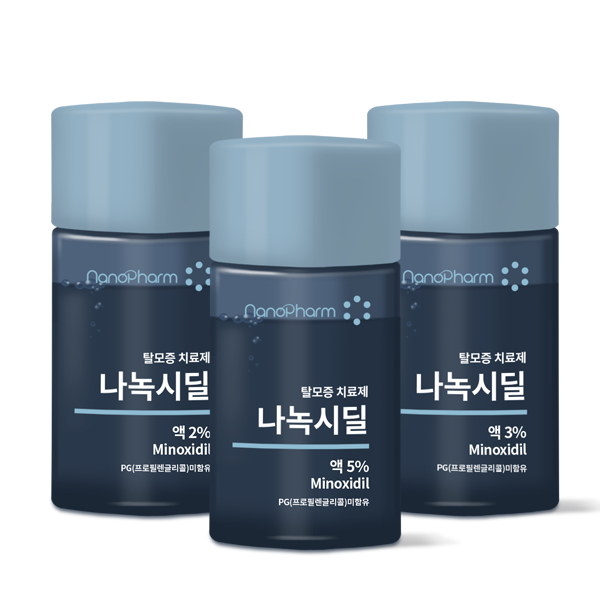 NanoPharm
탈모증 치료제
나녹시딜
액 2%
Minoxidil
PG(프로필렌글리콜)미함유
NanoPharm
탈모증 치료제
나녹시딜
액 5%
Minoxidil
PG(프로필렌글리콜)미함유
NanoPharm
탈모증 치료제
나녹시딜
액 3%
Minoxidil
PG(프로필렌글리콜)미함유